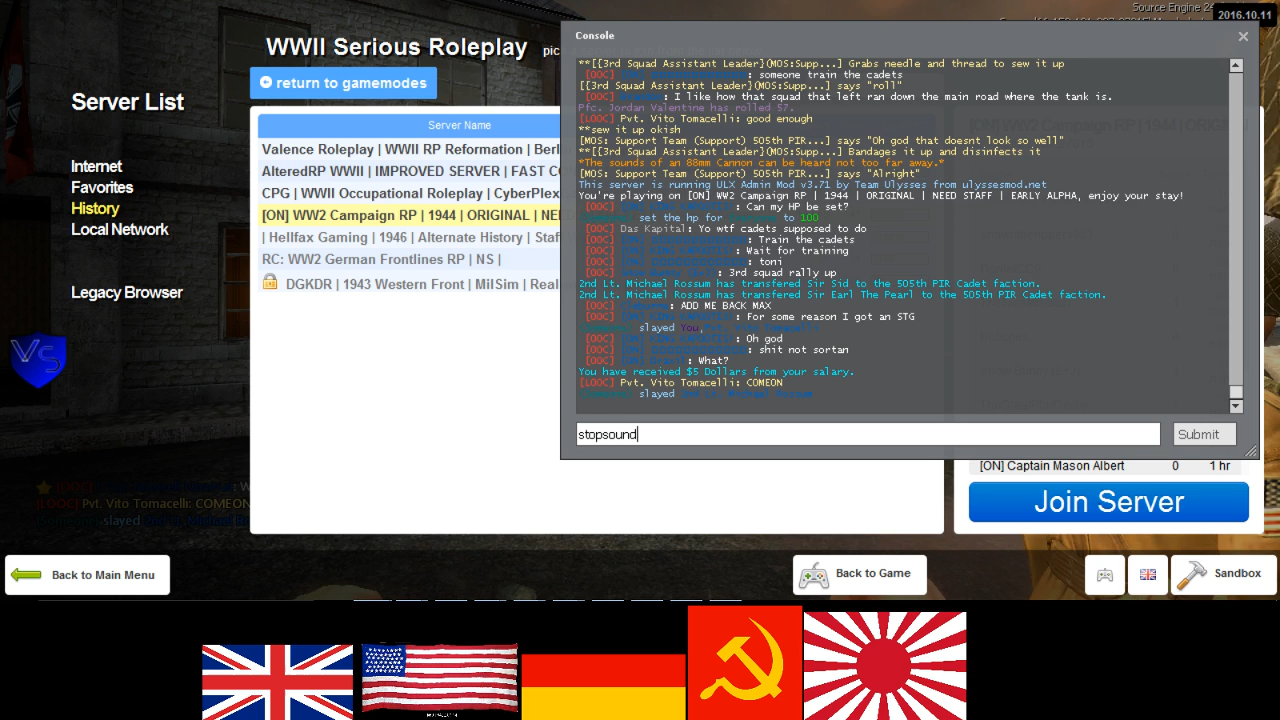 Source Engine 24
2016.10.11
WWII Serious Roleplay
return to gamemodes
Server List
Internet
Favorites
History
Local Network
Legacy Browser
VS
Server Name
Valence Roleplay | WWII RP Reformation | Berl
AlteredRP WWII | IMPROVED SERVER | FAST CO
CPG | WWII Occupational Roleplay | CyberPlex
[ON] WW2 Campaign RP | 1944 | ORIGINAL | NEE
| Hellfax Gaming | 1946 | Alternate History | Staf
RC: WW2 German Frontlines RP | NS |
DGKDR | 1943 Western Front | MilSim | Real
Console
**[[3rd Squad Assistant Leader}(MOS:Supp...] Grabs needle and thread to sew it up
[OOC] : someone train the cadets
[[3rd Squad Assistant Leader}(MOS:Supp...] says "roll"
[OOC] : I like how that squad that left ran down the main road where the tank is.
Pfc. Jordan Valentine has rolled 57.
[LOOC] Pvt. Vito Tomacelli: good enough
**sew it up okish
[MOS: Support Team (Support) 505th PIR...] says "Oh god that doesnt look so well"
**[[3rd Squad Assistant Leader}(MOS:Supp...] Bandages it up and disinfects it
*The sounds of an 88mm Cannon can be heard not too far away.*
[MOS: Support Team (Support) 505th PIR...] says "Alright"
This server is running ULX Admin Mod v3.71 by Team Ulysses from ulyssesmod.net
You're playing on [ON] WW2 Campaign RP | 1944 | ORIGINAL | NEED STAFF | EARLY ALPHA, enjoy your stay!
[OOC] : Can my HP be set?
set the hp for to 100
[OOC] Das Kapital: Yo wtf cadets supposed to do
[OOC] : Train the cadets
[OOC] : Wait for training
[OOC] : toni
[OOC] : 3rd squad rally up
2nd Lt. Michael Rossum has transfered Sir Sid to the 505th PIR Cadet faction.
2nd Lt. Michael Rossum has transfered Sir Earl The Pearl to the 505th PIR Cadet faction.
[OOC] : ADD ME BACK MAX
[OOC] : For some reason I got an STG
slayed You, Pvt. Vito Tomacelli
[OOC] : Oh god
[OOC] : shit not sortan
[OOC] : What?
You have received $5 Dollars from your salary.
[LOOC] Pvt. Vito Tomacelli: COMEON
slayed 2nd Lt. Michael Rossum
stopsound
Submit
[ON] Captain Mason Albert 0 1 hr
Join Server
[LOOC] Pvt. Vito Tomacelli: COMEON
slayed
Back to Main Menu
Back to Game
Sandbox